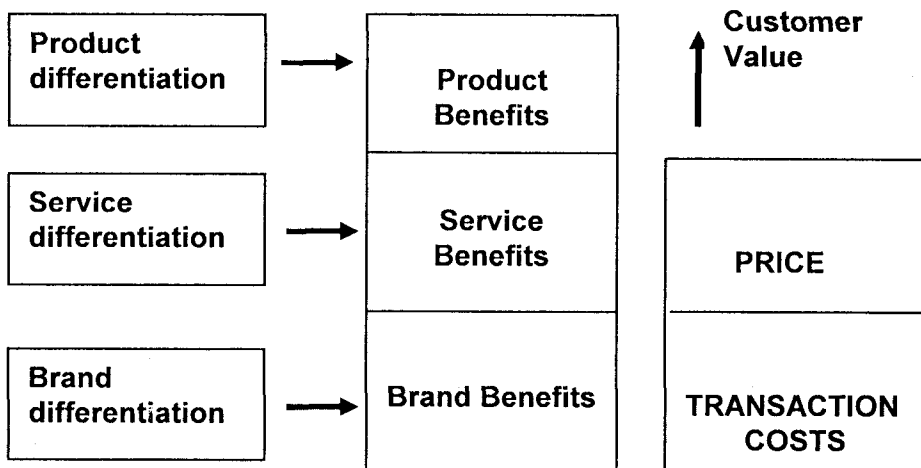 Product
differentiation
Product
Benefits
Customer
Value
Service
differentiation
Service
Benefits
PRICE
Brand
differentiation
Brand Benefits
TRANSACTION
COSTS